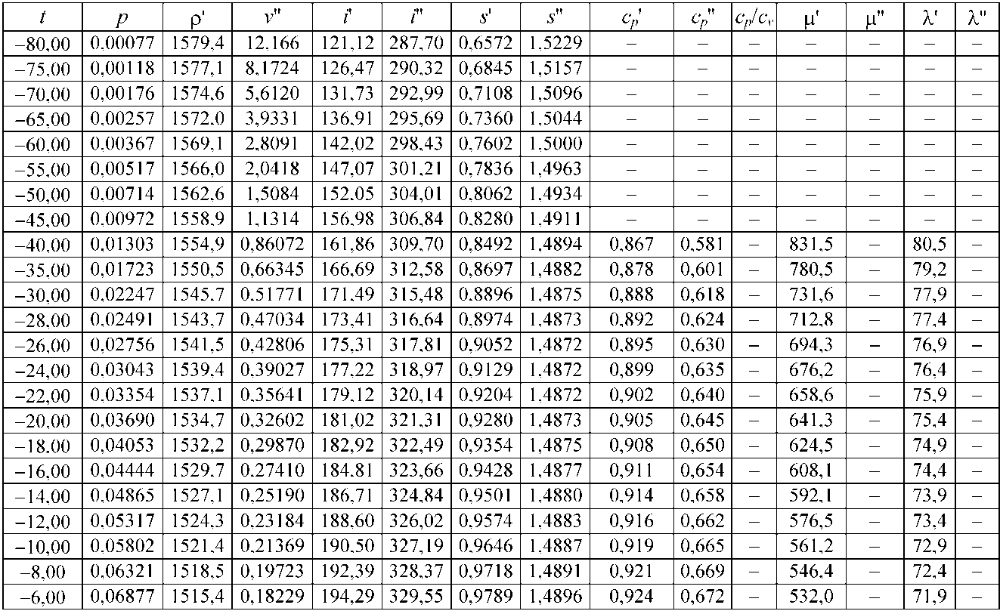 t p ρ' v" i' i" s' s" cp' cp" cp/cv μ' μ" λ' λ"
–80,00 0,00077 1579,4 12,166 121,12 287,70 0,6572 1,5229 – – – – – – –
–75,00 0,00118 1577,1 8,1724 126,47 290,32 0,6845 1,5157 – – – – – – –
–70,00 0,00176 1574,6 5,6120 131,73 292,99 0,7108 1,5096 – – – – – – –
–65,00 0,00257 1572,0 3,9331 136,91 295,69 0,7360 1,5044 – – – – – – –
–60,00 0,00367 1569,1 2,8091 142,02 298,43 0,7602 1,5000 – – – – – – –
–55,00 0,00517 1566,0 2,0418 147,07 301,21 0,7836 1,4963 – – – – – – –
–50,00 0,00714 1562,6 1,5084 152,05 304,01 0,8062 1,4934 – – – – – – –
–45,00 0,00972 1558,9 1,1314 156,98 306,84 0,8280 1,4911 – – – – – – –
–40,00 0,01303 1554,9 0,86072 161,86 309,70 0,8492 1,4894 0,867 0,581 – 831,5 – 80,5 –
–35,00 0,01723 1550,5 0,66345 166,69 312,58 0,8697 1,4882 0,878 0,601 – 780,5 – 79,2 –
–30,00 0,02247 1545,7 0,51771 171,49 315,48 0,8896 1,4875 0,888 0,618 – 731,6 – 77,9 –
–28,00 0,02491 1543,7 0,47034 173,41 316,64 0,8974 1,4873 0,892 0,624 – 712,8 – 77,4 –
–26,00 0,02756 1541,5 0,42806 175,31 317,81 0,9052 1,4872 0,895 0,630 – 694,3 – 76,9 –
–24,00 0,03043 1539,4 0,39027 177,22 318,97 0,9129 1,4872 0,899 0,635 – 676,2 – 76,4 –
–22,00 0,03354 1537,1 0,35641 179,12 320,14 0,9204 1,4872 0,902 0,640 – 658,6 – 75,9 –
–20,00 0,03690 1534,7 0,32602 181,02 321,31 0,9280 1,4873 0,905 0,645 – 641,3 – 75,4 –
–18,00 0,04053 1532,2 0,29870 182,92 322,49 0,9354 1,4875 0,908 0,650 – 624,5 – 74,9 –
–16,00 0,04444 1529,7 0,27410 184,81 323,66 0,9428 1,4877 0,911 0,654 – 608,1 – 74,4 –
–14,00 0,04865 1527,1 0,25190 186,71 324,84 0,9501 1,4880 0,914 0,658 – 592,1 – 73,9 –
–12,00 0,05317 1524,3 0,23184 188,60 326,02 0,9574 1,4883 0,916 0,662 – 576,5 – 73,4 –
–10,00 0,05802 1521,4 0,21369 190,50 327,19 0,9646 1,4887 0,919 0,665 – 561,2 – 72,9 –
–8,00 0,06321 1518,5 0,19723 192,39 328,37 0,9718 1,4891 0,921 0,669 – 546,4 – 72,4 –
–6,00 0,06877 1515,4 0,18229 194,29 329,55 0,9789 1,4896 0,924 0,672 – 532,0 – 71,9 –